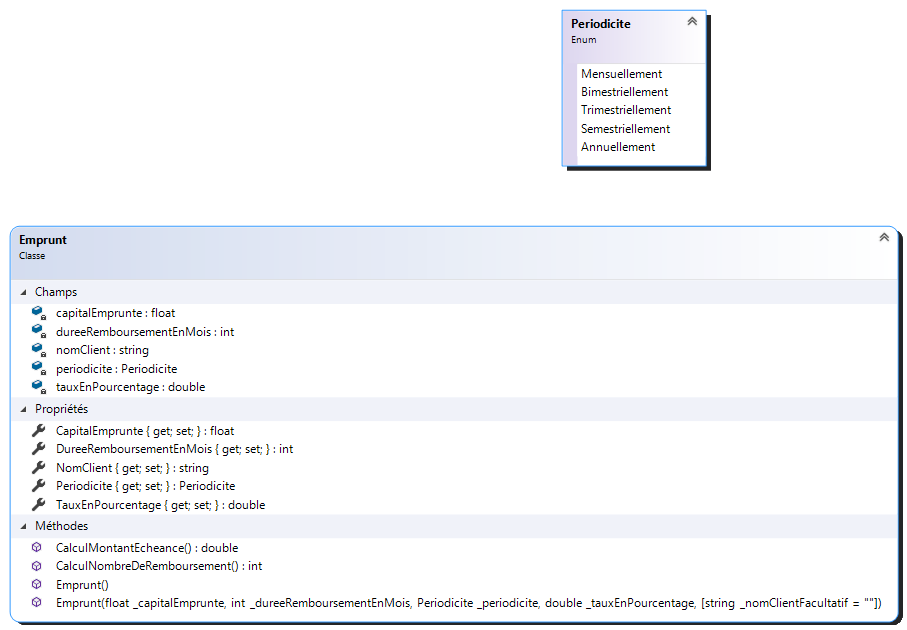 Periodicite
Enum
Mensuellement
Bimestriellement
Trimestriellement
Semestriellement
Annuellement
Emprunt
Classe
Champs
capitalEmprunte : float
dureeRemboursementEnMois : int
nomClient : string
periodicite : Periodicite
tauxEnPourcentage : double
Propriétés
CapitalEmprunte { get; set; } : float
DureeRemboursementEnMois { get; set; } : int
NomClient { get; set; } : string
Periodicite { get; set; } : Periodicite
TauxEnPourcentage { get; set; } : double
Méthodes
CalculMontantEcheance() : double
CalculNombreDeRemboursement() : int
Emprunt()
Emprunt(float _capitalEmprunte, int _dureeRemboursementEnMois, Periodicite _periodicite, double _tauxEnPourcentage, [string _nomClientFacultatif = ""])